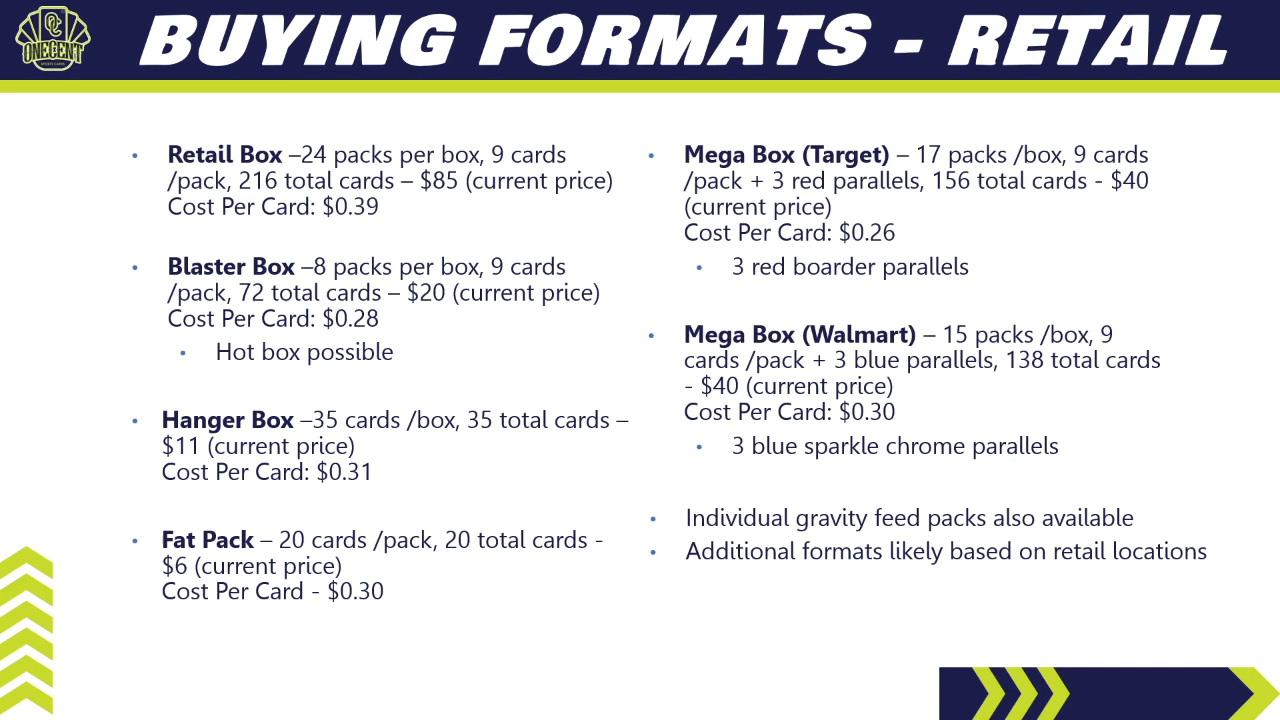 OC
ONECENT
SPORTS CARDS
BUYING FORMATS - RETAIL
• Retail Box –24 packs per box, 9 cards
/pack, 216 total cards – $85 (current price)
Cost Per Card: $0.39
• Blaster Box –8 packs per box, 9 cards
/pack, 72 total cards – $20 (current price)
Cost Per Card: $0.28
• Hot box possible
• Hanger Box –35 cards /box, 35 total cards –
$11 (current price)
Cost Per Card: $0.31
• Fat Pack – 20 cards /pack, 20 total cards -
$6 (current price)
Cost Per Card - $0.30
• Mega Box (Target) – 17 packs /box, 9 cards
/pack + 3 red parallels, 156 total cards - $40
(current price)
Cost Per Card: $0.26
• 3 red boarder parallels
• Mega Box (Walmart) – 15 packs /box, 9
cards /pack + 3 blue parallels, 138 total cards
- $40 (current price)
Cost Per Card: $0.30
• 3 blue sparkle chrome parallels
• Individual gravity feed packs also available
• Additional formats likely based on retail locations